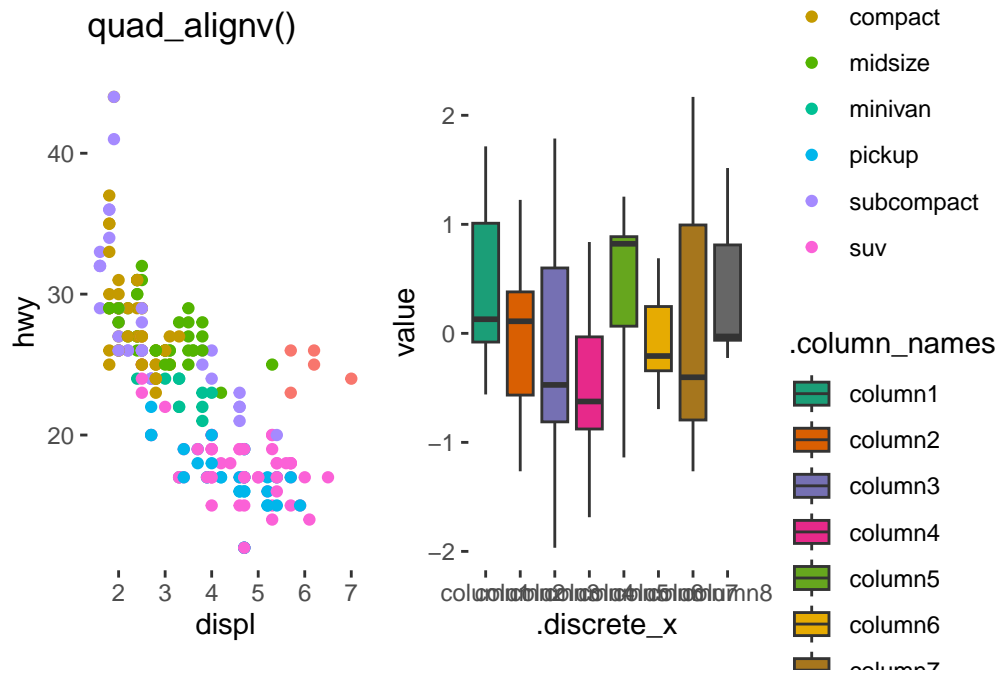 quad_alignv()
40
30
20
hwy
2 3 4 5 6 7
displ
2
1
0
−1
−2
value
.discrete_x
compact
midsize
minivan
pickup
subcompact
suv
.column_names
column1
column2
column3
column4
column5
column6
column7